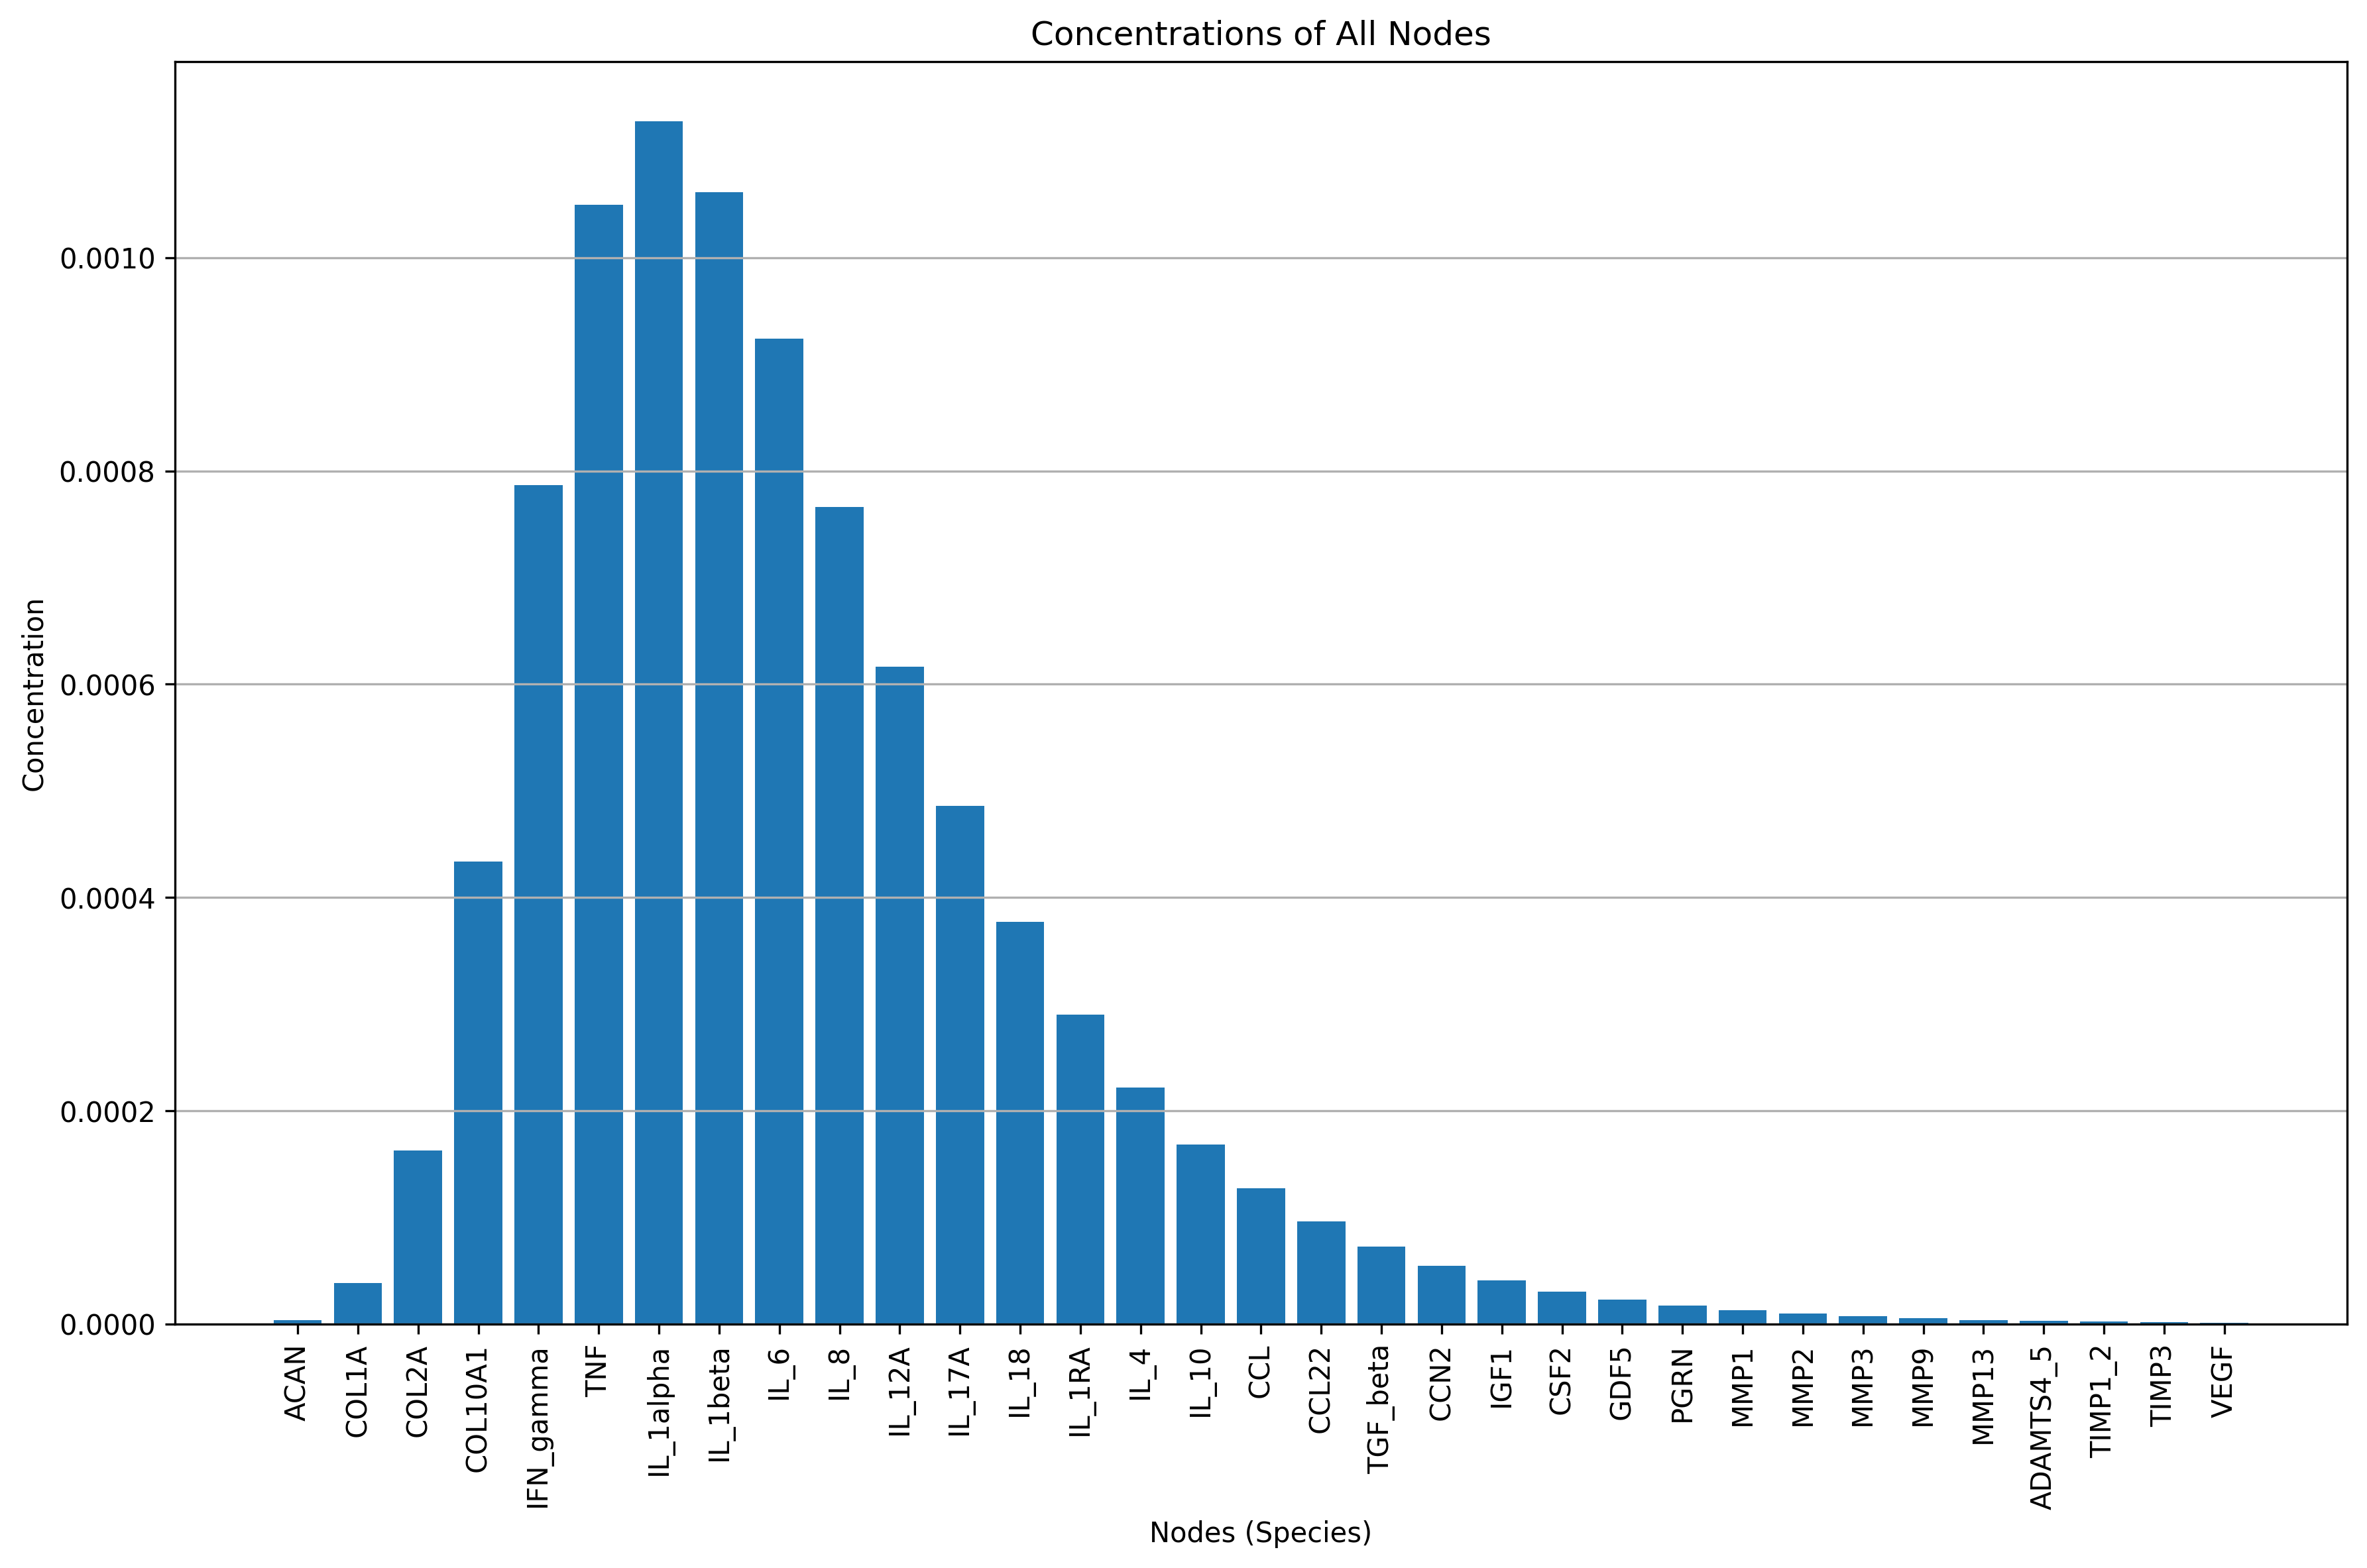 Concentrations of All Nodes
Concentration
0.0010
0.0008
0.0006
0.0004
0.0002
0.0000
ACAN
COL1A
COL2A
COL10A1
IFN_gamma
TNF
IL_1alpha
IL_1beta
IL_6
IL_8
IL_12A
IL_17A
IL_18
IL_1RA
IL_4
IL_10
CCL
CCL22
TGF_beta
CCN2
IGF1
CSF2
GDF5
PGRN
MMP1
MMP2
MMP3
MMP9
MMP13
ADAMTS4_5
TIMP1_2
TIMP3
VEGF
Nodes (Species)